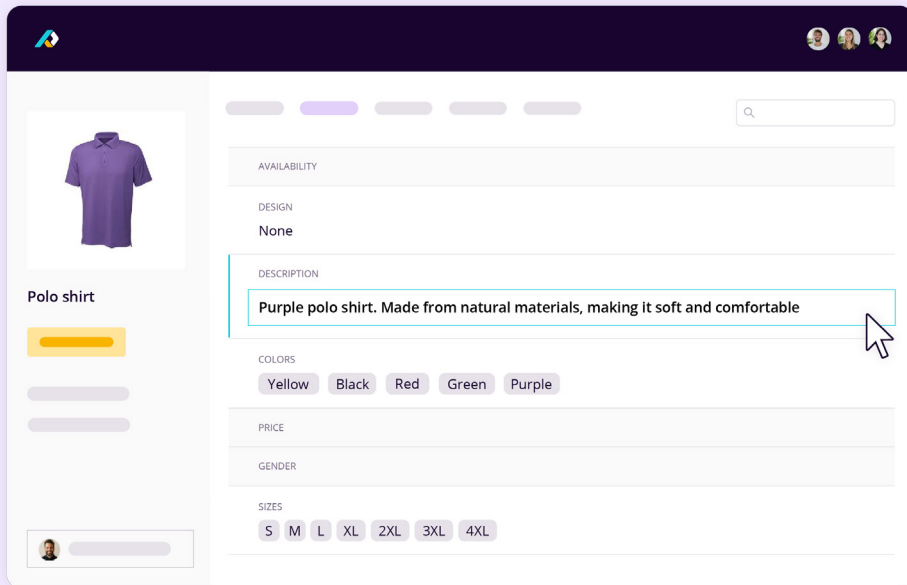 AVAILABILITY
DESIGN
None
DESCRIPTION
Purple polo shirt. Made from natural materials, making it soft and comfortable
Polo shirt
COLORS
Yellow Black Red Green Purple
PRICE
GENDER
SIZES
S M L XL 2XL 3XL 4XL